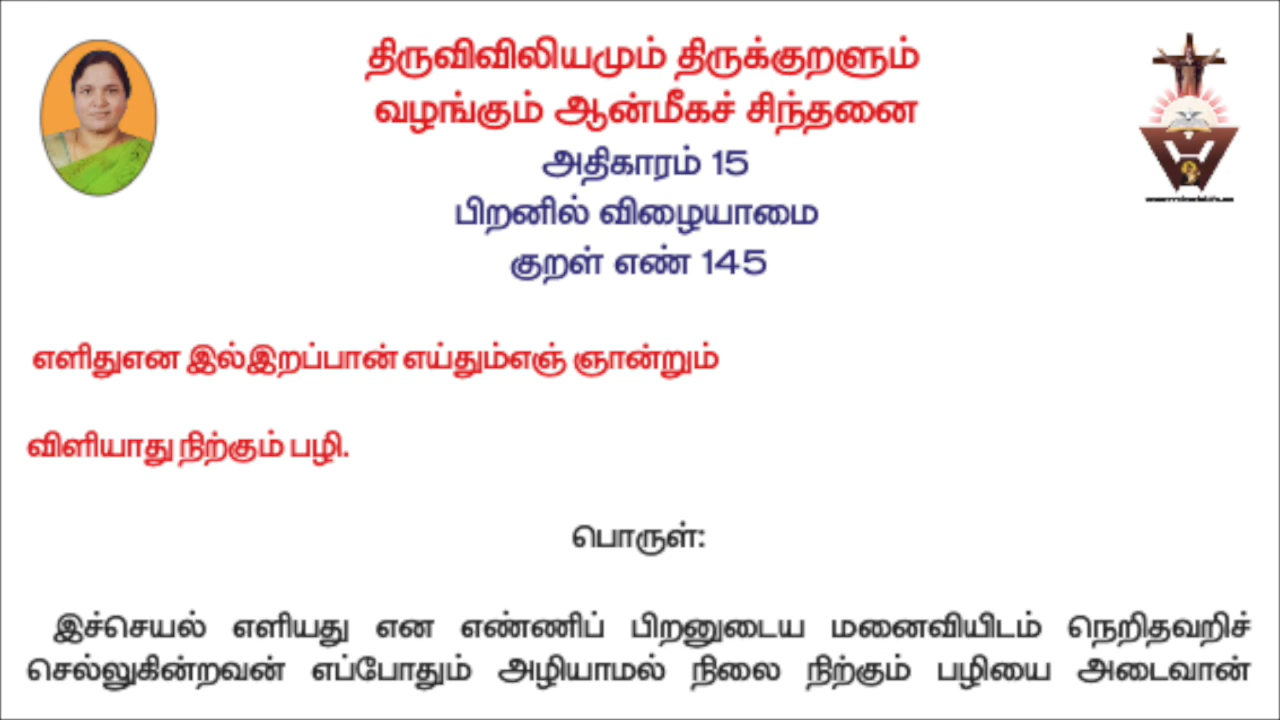 திருவிவிலியமும் திருக்குறளும்
வழங்கும் ஆன்மீகச் சிந்தனை
அதிகாரம் 15
பிறனில் விழையாமை
குறள் எண் 145
எளிதுஎன இல்இறப்பான் எய்தும்எஞ் ஞான்றும்
விளியாது நிற்கும் பழி.
பொருள்:
இச்செயல் எளியது என எண்ணிப் பிறனுடைய மனைவியிடம் நெறிதவறிச்
செல்லுகின்றவன் எப்போதும் அழியாமல் நிலை நிற்கும் பழியை அடைவான்